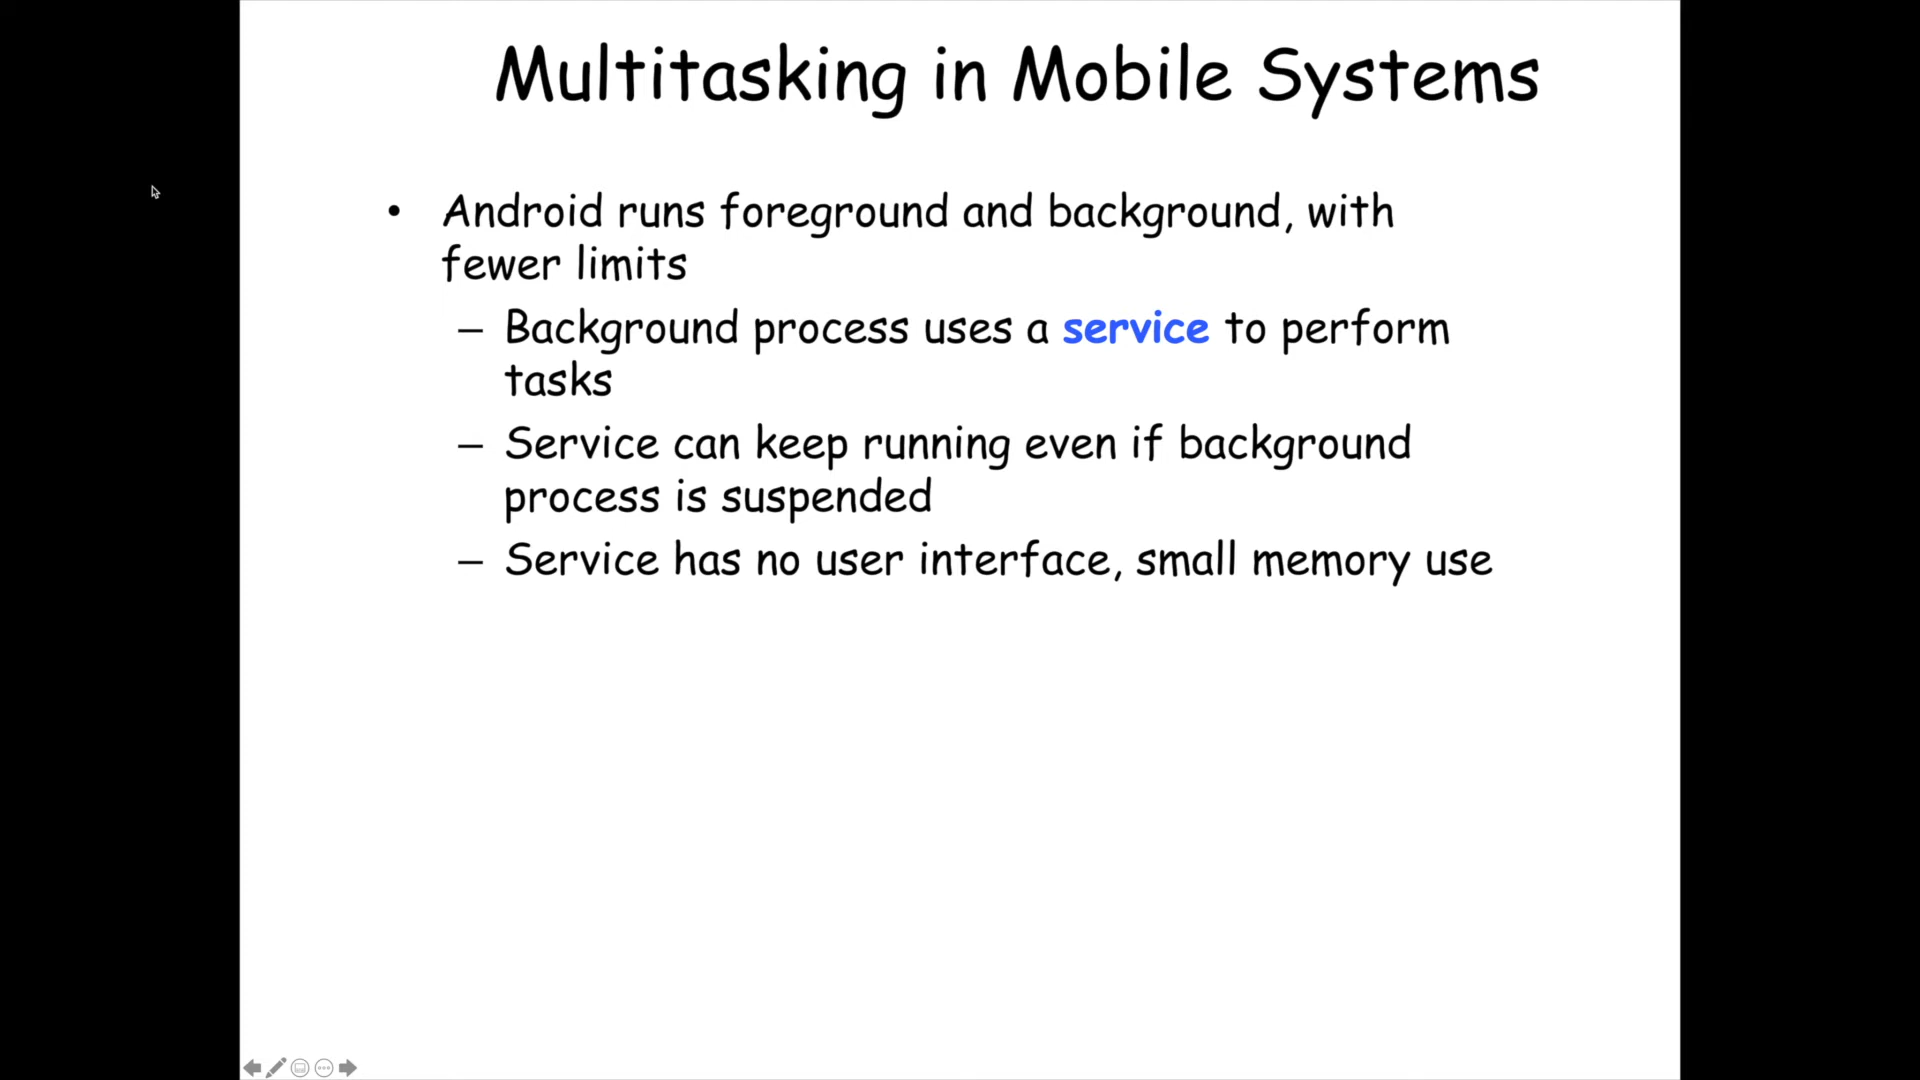 Multitasking in Mobile Systems
• Android runs foreground and background, with
fewer limits
– Background process uses a service to perform
tasks
– Service can keep running even if background
process is suspended
– Service has no user interface, small memory use